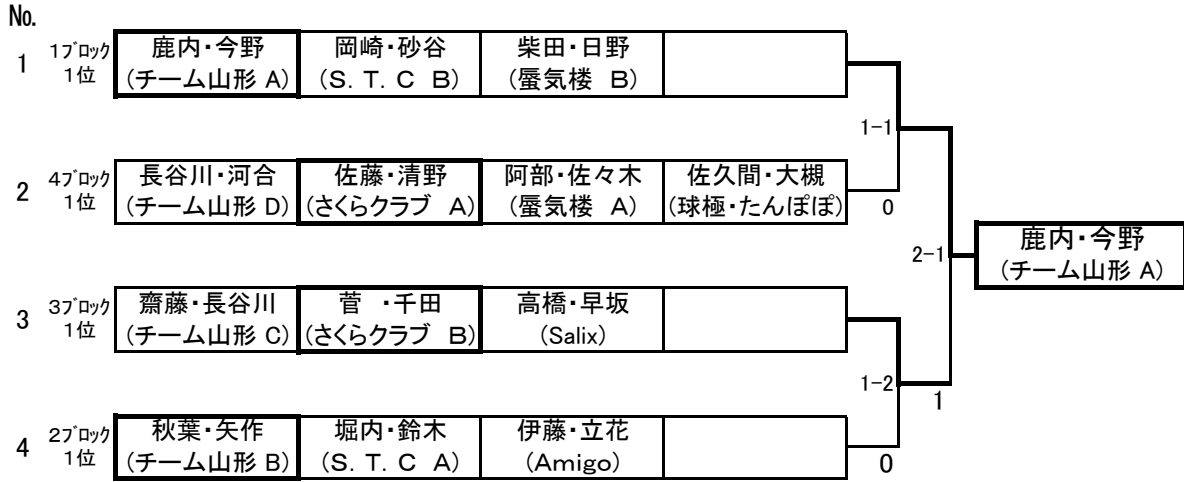 No.
1 1ブロック 1位 鹿内・今野 岡崎・砂谷 柴田・日野
(チーム山形 A) (S. T. C B) (蜃気楼 B)
1-1
2 4ブロック 1位 長谷川・河合 佐藤・清野 阿部・佐々木 佐久間・大槻
(チーム山形 D) (さくらクラブ A) (蜃気楼 A) (球極・たんぽぽ)
0
2-1
鹿内・今野
(チーム山形 A)
3 3ブロック 1位 齋藤・長谷川 菅 ・千田 高橋・早坂
(チーム山形 C) (さくらクラブ B) (Salix)
1-2
1
4 2ブロック 1位 秋葉・矢作 堀内・鈴木 伊藤・立花
(チーム山形 B) (S. T. C A) (Amigo)
0